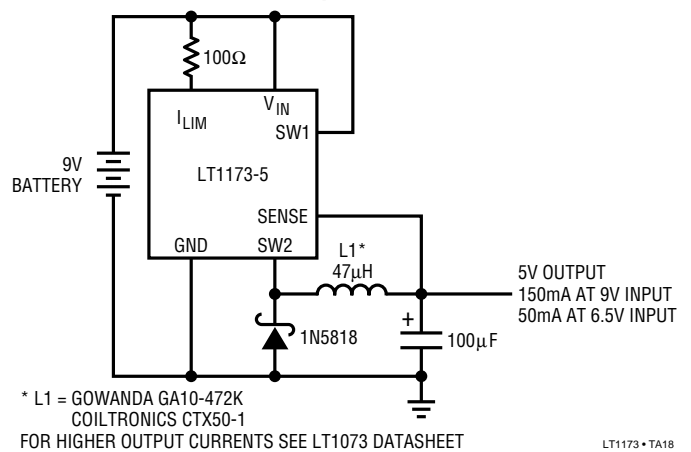 100Ω
I_LIM
V_IN
SW1
9V
BATTERY
LT1173-5
SENSE
GND
SW2
L1*
47μH
5V OUTPUT
150mA AT 9V INPUT
50mA AT 6.5V INPUT
1N5818
+
100μF
* L1 = GOWANDA GA10-472K
COILTRONICS CTX50-1
FOR HIGHER OUTPUT CURRENTS SEE LT1073 DATASHEET
LT1173 • TA18